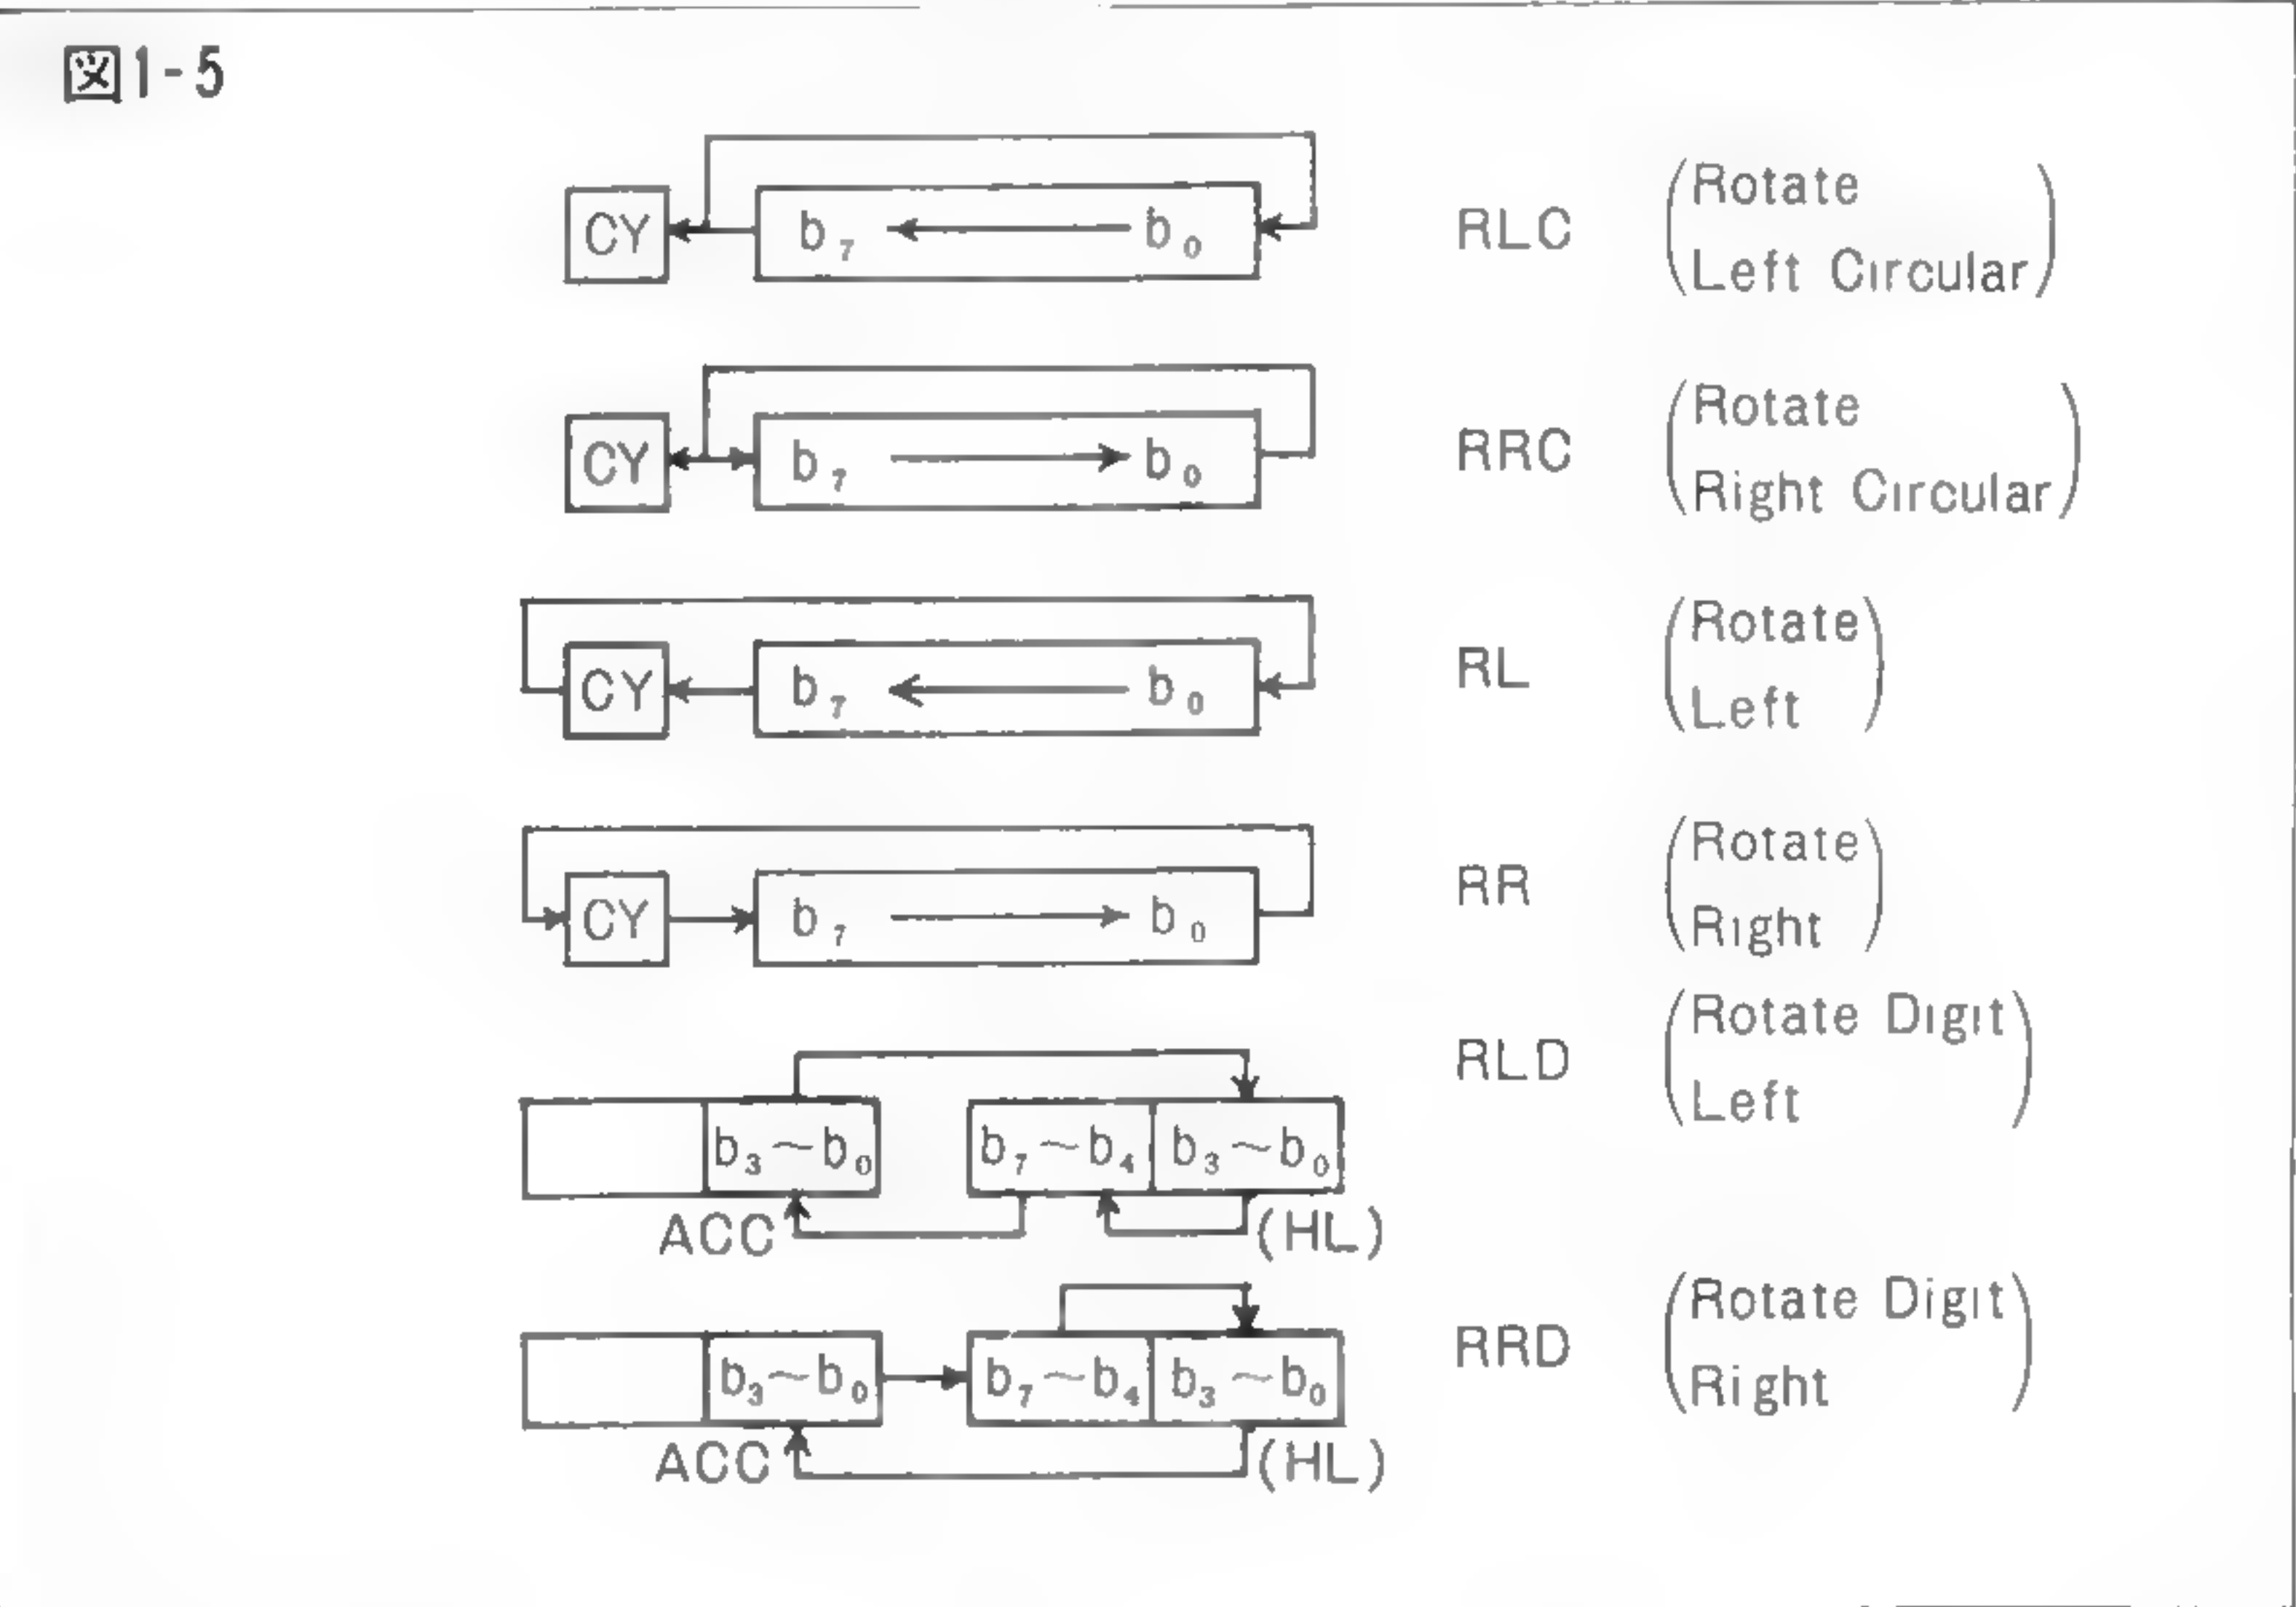 図1-5
CY b₇ b₀ RLC (Rotate
Left Circular)
CY b₇ b₀ RRC (Rotate
Right Circular)
CY b₇ b₀ RL (Rotate
Left)
CY b₇ b₀ RR (Rotate
Right)
RLD (Rotate Digit
Left)
b₃～b₀ b₇～b₄ b₃～b₀
ACC (HL)
RRD (Rotate Digit
Right)
b₃～b₀ b₇～b₄ b₃～b₀
ACC (HL)